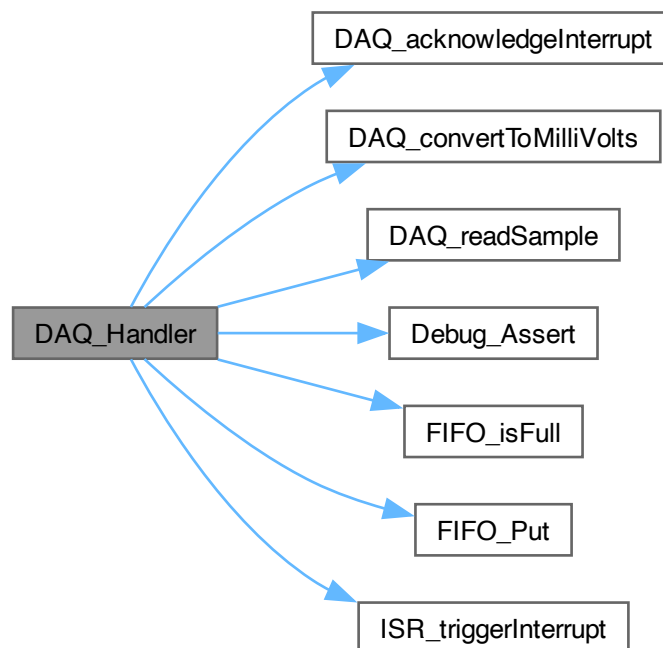 DAQ_acknowledgeInterrupt
DAQ_convertToMilliVolts
DAQ_readSample
DAQ_Handler
Debug_Assert
FIFO_isFull
FIFO_Put
ISR_triggerInterrupt